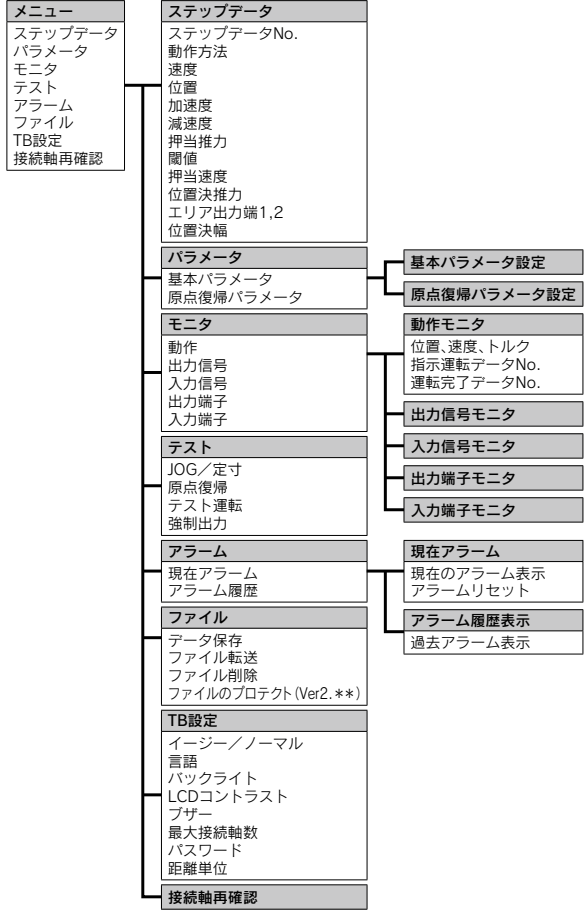 メニュー
ステップデータ
パラメータ
モニタ
テスト
アラーム
ファイル
TB設定
接続軸再確認
ステップデータ
ステップデータNo.
動作方法
速度
位置
加速度
減速度
押当推力
閾値
押当速度
位置決推力
エリア出力端1,2
位置決幅
パラメータ
基本パラメータ
原点復帰パラメータ
基本パラメータ設定
原点復帰パラメータ設定
モニタ
動作
出力信号
入力信号
出力端子
入力端子
動作モニタ
位置、速度、トルク
指示運転データNo.
運転完了データNo.
出力信号モニタ
入力信号モニタ
出力端子モニタ
入力端子モニタ
テスト
JOG／定寸
原点復帰
テスト運転
強制出力
アラーム
現在アラーム
アラーム履歴
現在アラーム
現在のアラーム表示
アラームリセット
アラーム履歴表示
過去アラーム表示
ファイル
データ保存
ファイル転送
ファイル削除
ファイルのプロテクト(Ver2.＊＊)
TB設定
イージー／ノーマル
言語
バックライト
LCDコントラスト
ブザー
最大接続軸数
パスワード
距離単位
接続軸再確認